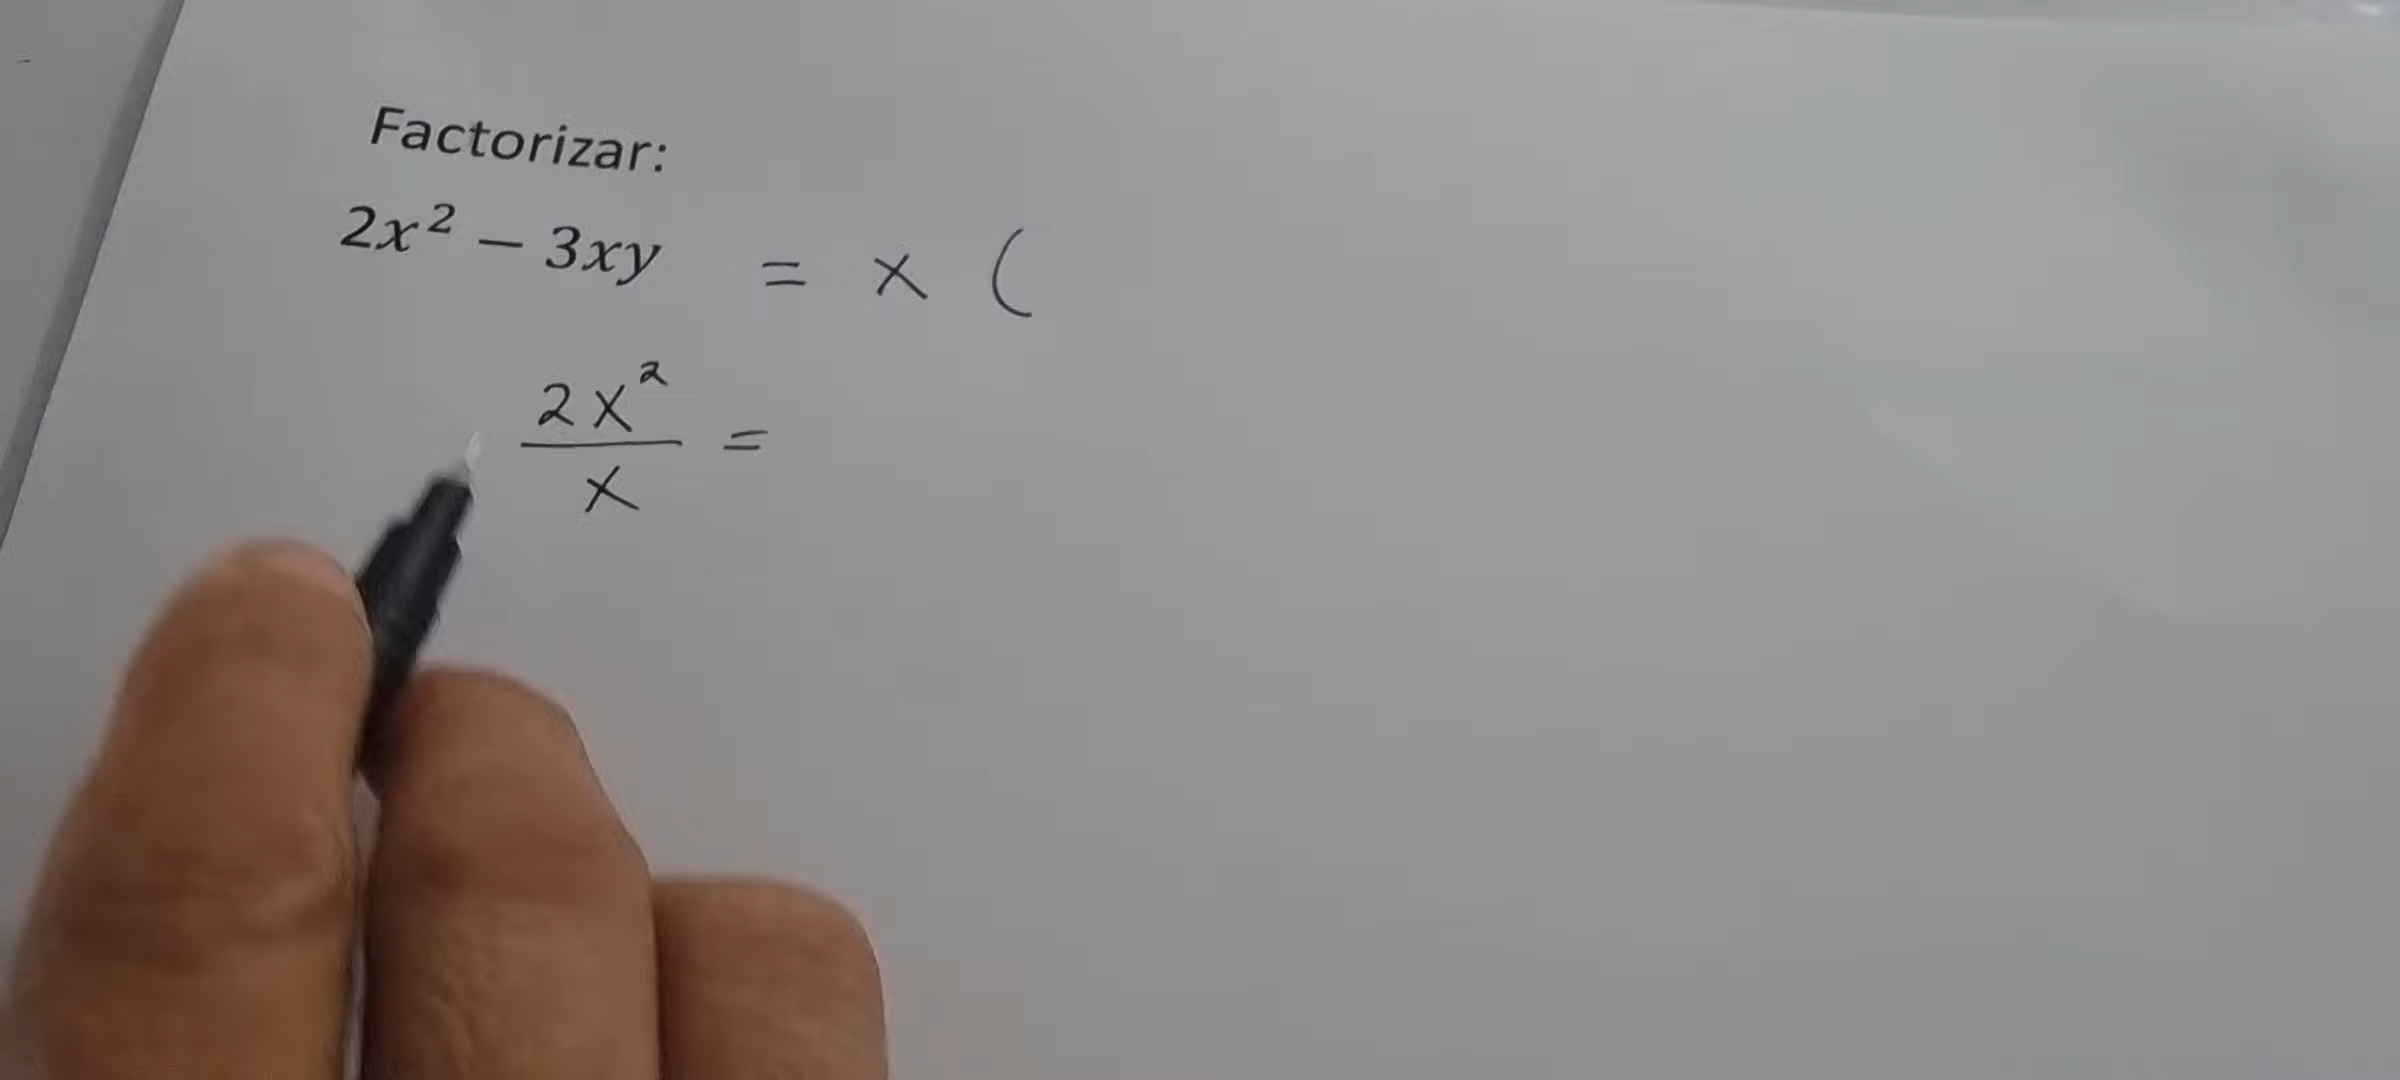 Factorizar:
2x² − 3xy = x (
2x²
/
x =